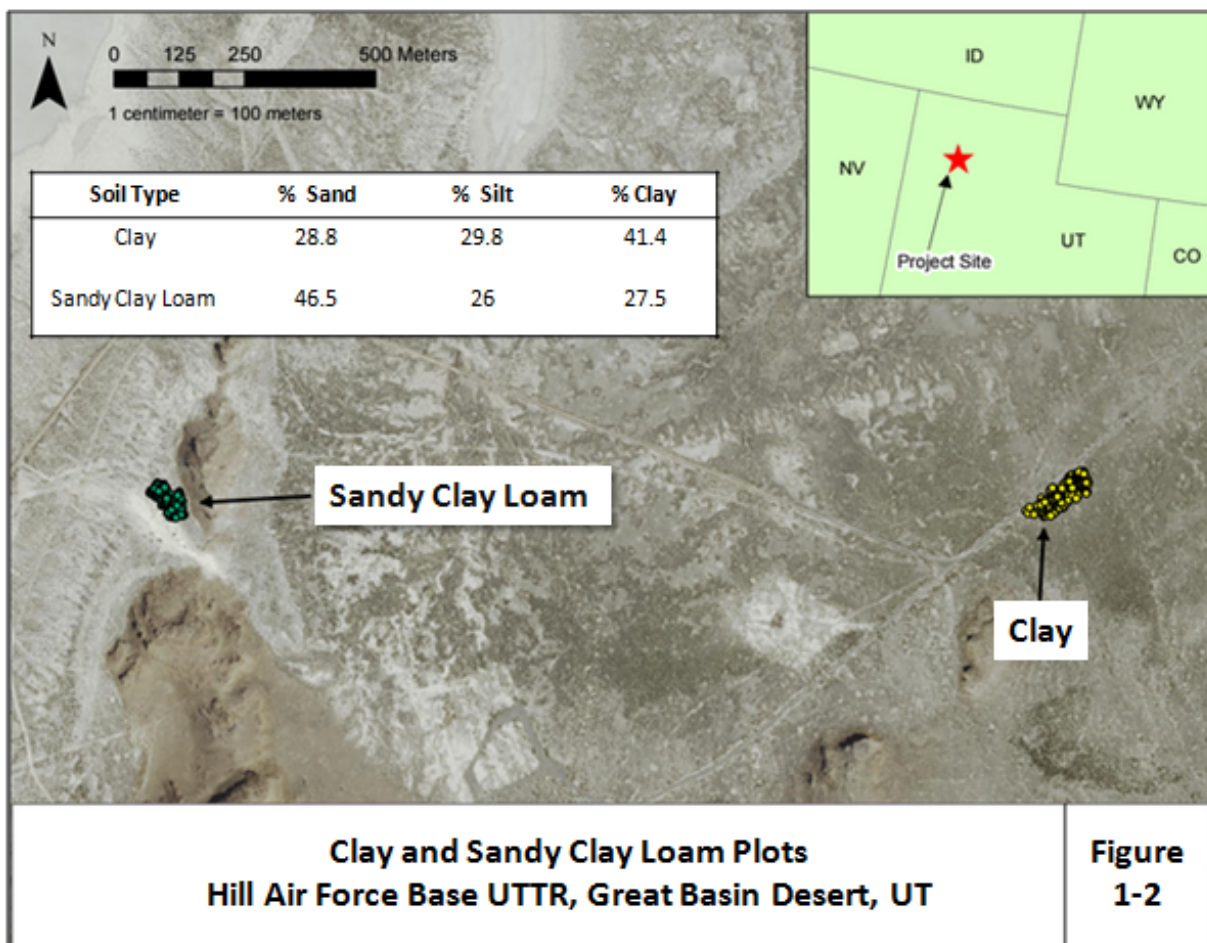 N
0 125 250 500 Meters
1 centimeter = 100 meters
ID
WY
NV
UT
CO
Project Site
Soil Type % Sand % Silt % Clay
Clay 28.8 29.8 41.4
Sandy Clay Loam 46.5 26 27.5
Sandy Clay Loam
Clay
Clay and Sandy Clay Loam Plots
Hill Air Force Base UTTR, Great Basin Desert, UT
Figure
1-2